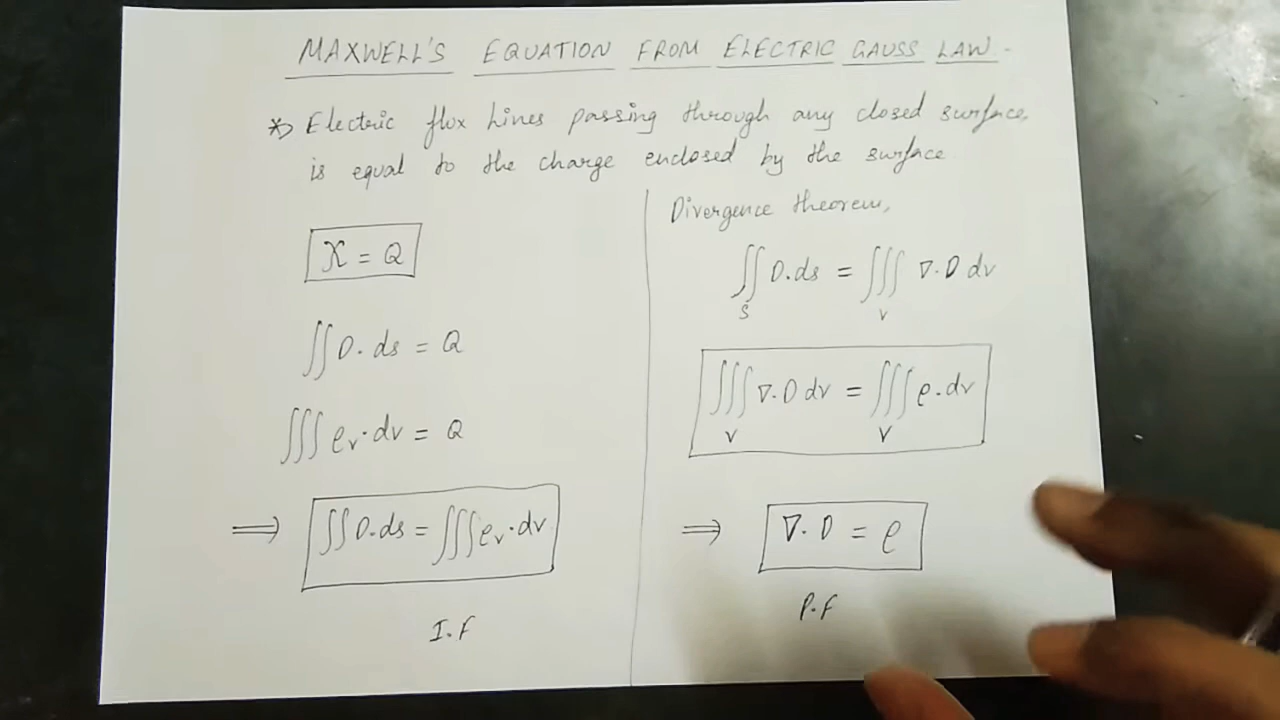 MAXWELL'S EQUATION FROM ELECTRIC GAUSS LAW.
*⟩ Electric flux lines passing through any closed surface,
is equal to the charge enclosed by the surface
ΨE = Q
∬ D. ds = Q
∭ ρv. dv = Q
⇒ ∬ D.ds = ∭ ρv. dv
I.F
Divergence theorem,
∬S D.ds = ∭V ∇. D dv
∭V ∇. D dv = ∭V ρ. dv
⇒ ∇. D = ρ
P.F